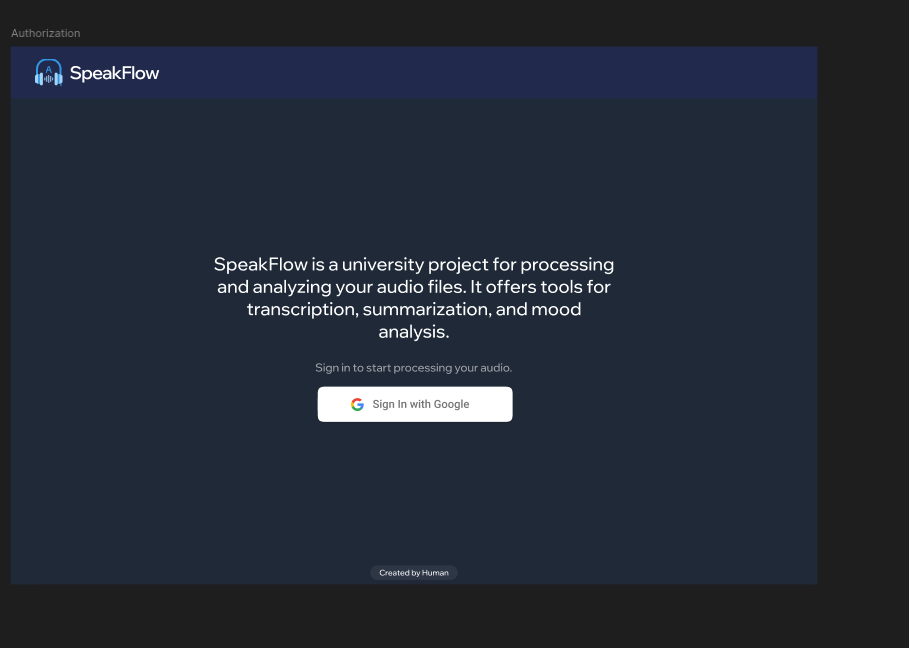 Authorization
A
SpeakFlow
SpeakFlow is a university project for processing
and analyzing your audio files. It offers tools for
transcription, summarization, and mood
analysis.
Sign in to start processing your audio.
G Sign In with Google
Created by Human